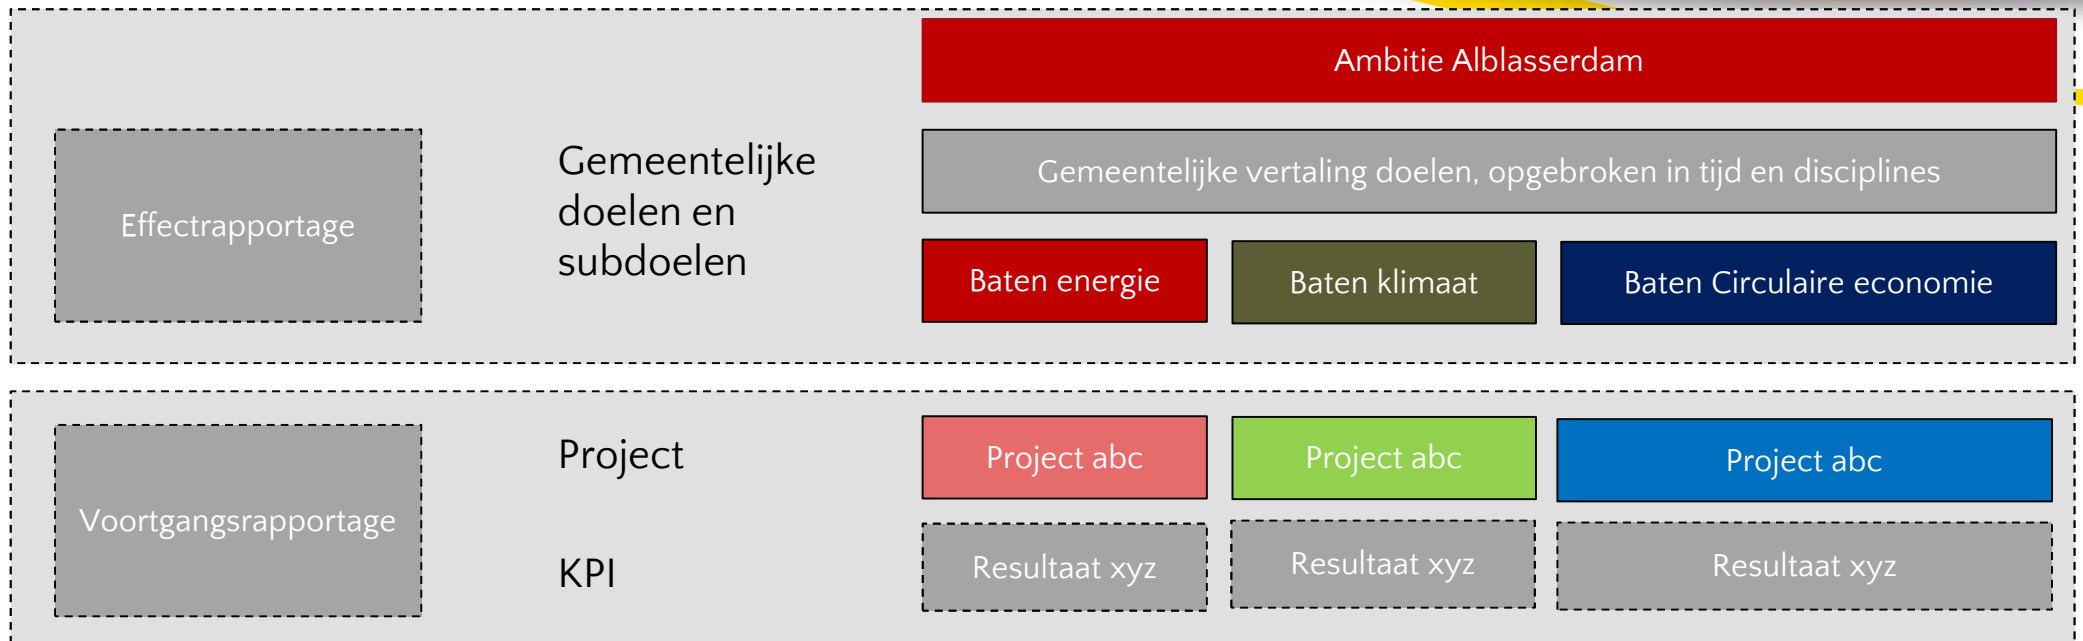 Ambitie Alblasserdam
Effectrapportage
Gemeentelijke
doelen en
subdoelen
Gemeentelijke vertaling doelen, opgebroken in tijd en disciplines
Baten energie
Baten klimaat
Baten Circulaire economie
Voortgangsrapportage
Project
Project abc
Project abc
Project abc
KPI
Resultaat xyz
Resultaat xyz
Resultaat xyz